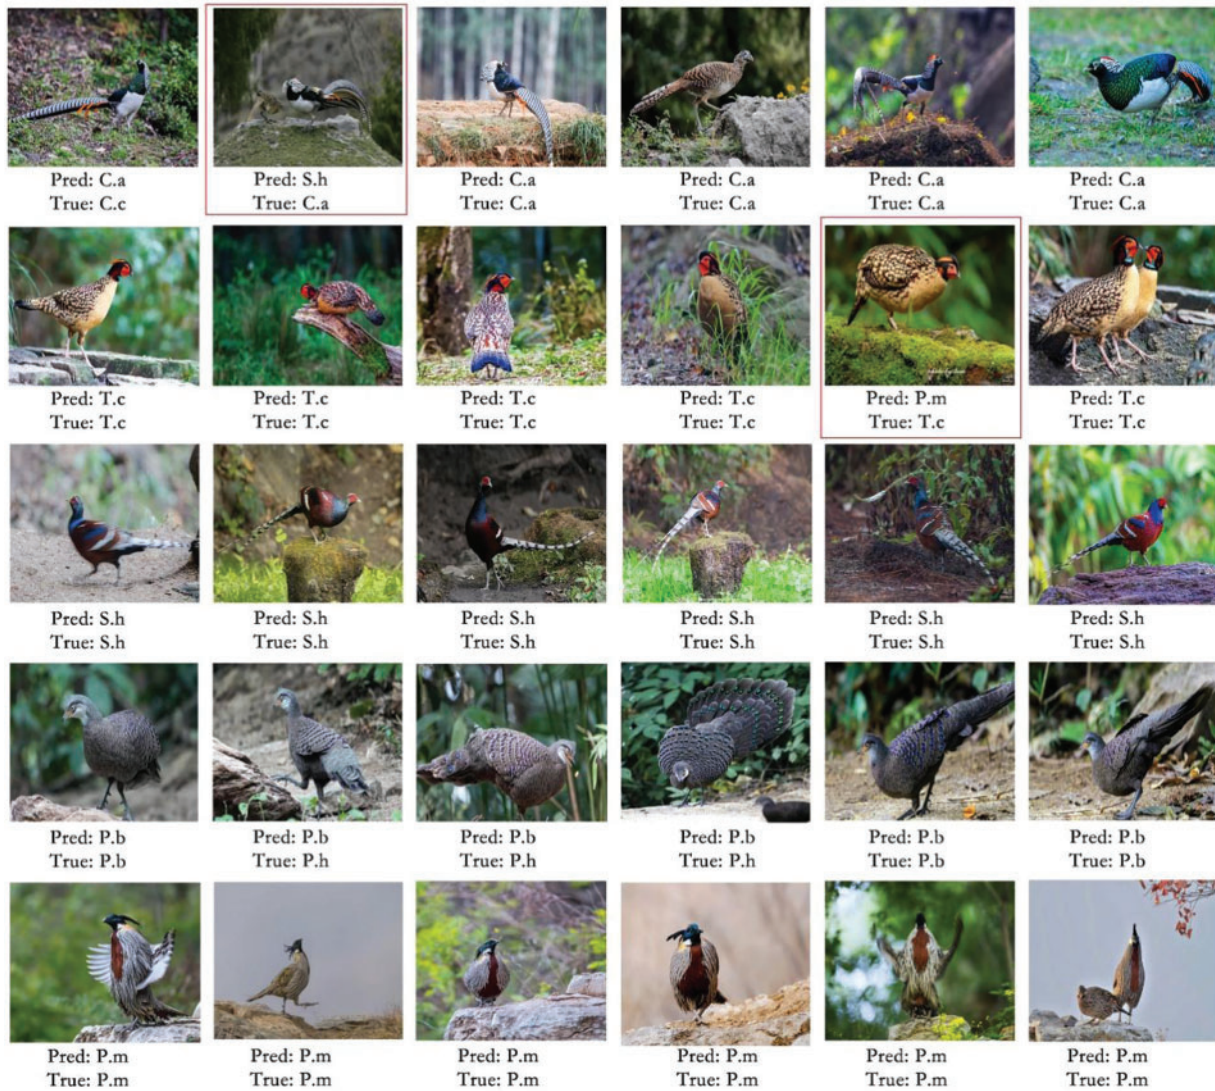 Pred: C.a
True: C.c
Pred: S.h
True: C.a
Pred: C.a
True: C.a
Pred: C.a
True: C.a
Pred: C.a
True: C.a
Pred: C.a
True: C.a
Pred: T.c
True: T.c
Pred: T.c
True: T.c
Pred: T.c
True: T.c
Pred: T.c
True: T.c
Pred: P.m
True: T.c
Pred: T.c
True: T.c
Pred: S.h
True: S.h
Pred: S.h
True: S.h
Pred: S.h
True: S.h
Pred: S.h
True: S.h
Pred: S.h
True: S.h
Pred: S.h
True: S.h
Pred: P.b
True: P.b
Pred: P.b
True: P.h
Pred: P.b
True: P.h
Pred: P.b
True: P.h
Pred: P.b
True: P.b
Pred: P.b
True: P.b
Pred: P.m
True: P.m
Pred: P.m
True: P.m
Pred: P.m
True: P.m
Pred: P.m
True: P.m
Pred: P.m
True: P.m
Pred: P.m
True: P.m